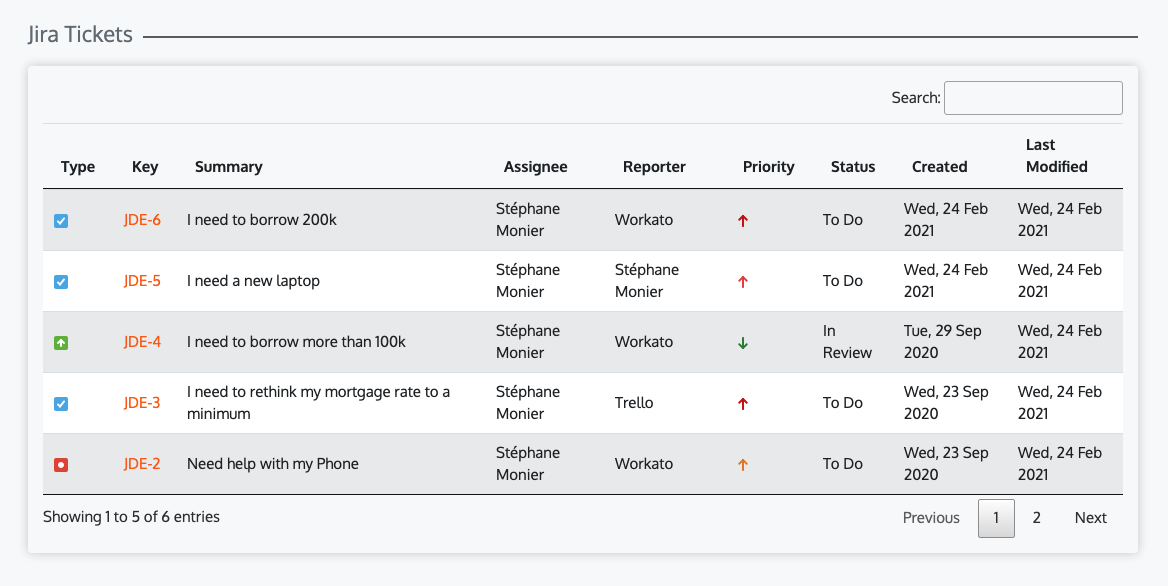 Jira Tickets
Search:
Type Key Summary Assignee Reporter Priority Status Created Last Modified
JDE-6 I need to borrow 200k Stéphane Monier Workato To Do Wed, 24 Feb 2021 Wed, 24 Feb 2021
JDE-5 I need a new laptop Stéphane Monier Stéphane Monier To Do Wed, 24 Feb 2021 Wed, 24 Feb 2021
JDE-4 I need to borrow more than 100k Stéphane Monier Workato In Review Tue, 29 Sep 2020 Wed, 24 Feb 2021
JDE-3 I need to rethink my mortgage rate to a minimum Stéphane Monier Trello To Do Wed, 23 Sep 2020 Wed, 24 Feb 2021
JDE-2 Need help with my Phone Stéphane Monier Workato To Do Wed, 23 Sep 2020 Wed, 24 Feb 2021
Showing 1 to 5 of 6 entries Previous 1 2 Next